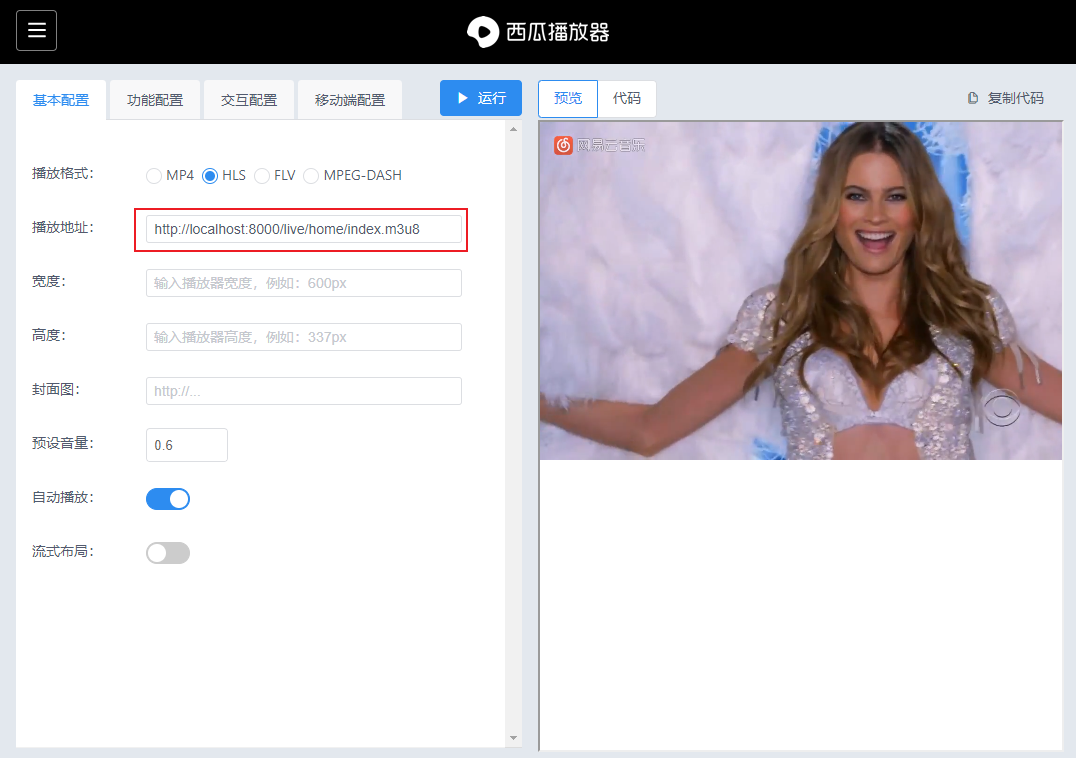 西瓜播放器
基本配置 功能配置 交互配置 移动端配置 运行 预览 代码 复制代码
网易云音乐
播放格式: MP4 HLS FLV MPEG-DASH
播放地址: http://localhost:8000/live/home/index.m3u8
宽度: 输入播放器宽度，例如：600px
高度: 输入播放器高度，例如：337px
封面图: http://...
预设音量: 0.6
自动播放:
流式布局: